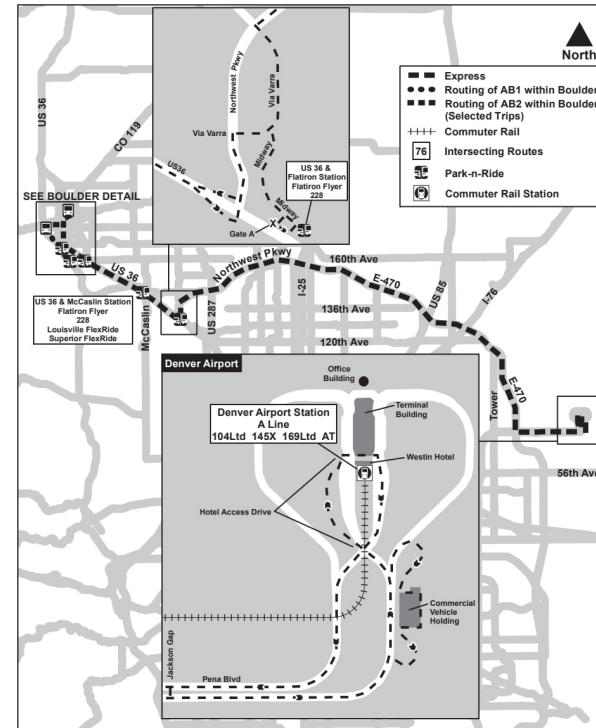 North
Express
Routing of AB1 within Boulder
Routing of AB2 within Boulder
(Selected Trips)
Commuter Rail
76 Intersecting Routes
Park-n-Ride
Commuter Rail Station
US 36
CO 119
SEE BOULDER DETAIL
Northwest Pkwy
Via Varra
Via Varra
Midway
US36
US 36 &
Flatiron Station
Flatiron Flyer
228
Midway
Gate A
X
US 36
Northwest Pkwy
160th Ave
E-470
US 85
I-76
I-25
136th Ave
120th Ave
US 36 & McCaslin Station
Flatiron Flyer
228
Louisville FlexRide
Superior FlexRide
McCaslin
US 287
Tower
E-470
56th Ave
Denver Airport
Office
Building
Terminal
Building
Denver Airport Station
A Line
104Ltd 145X 169Ltd AT
Westin Hotel
Hotel Access Drive
Commercial
Vehicle
Holding
Jackson Gap
Pena Blvd